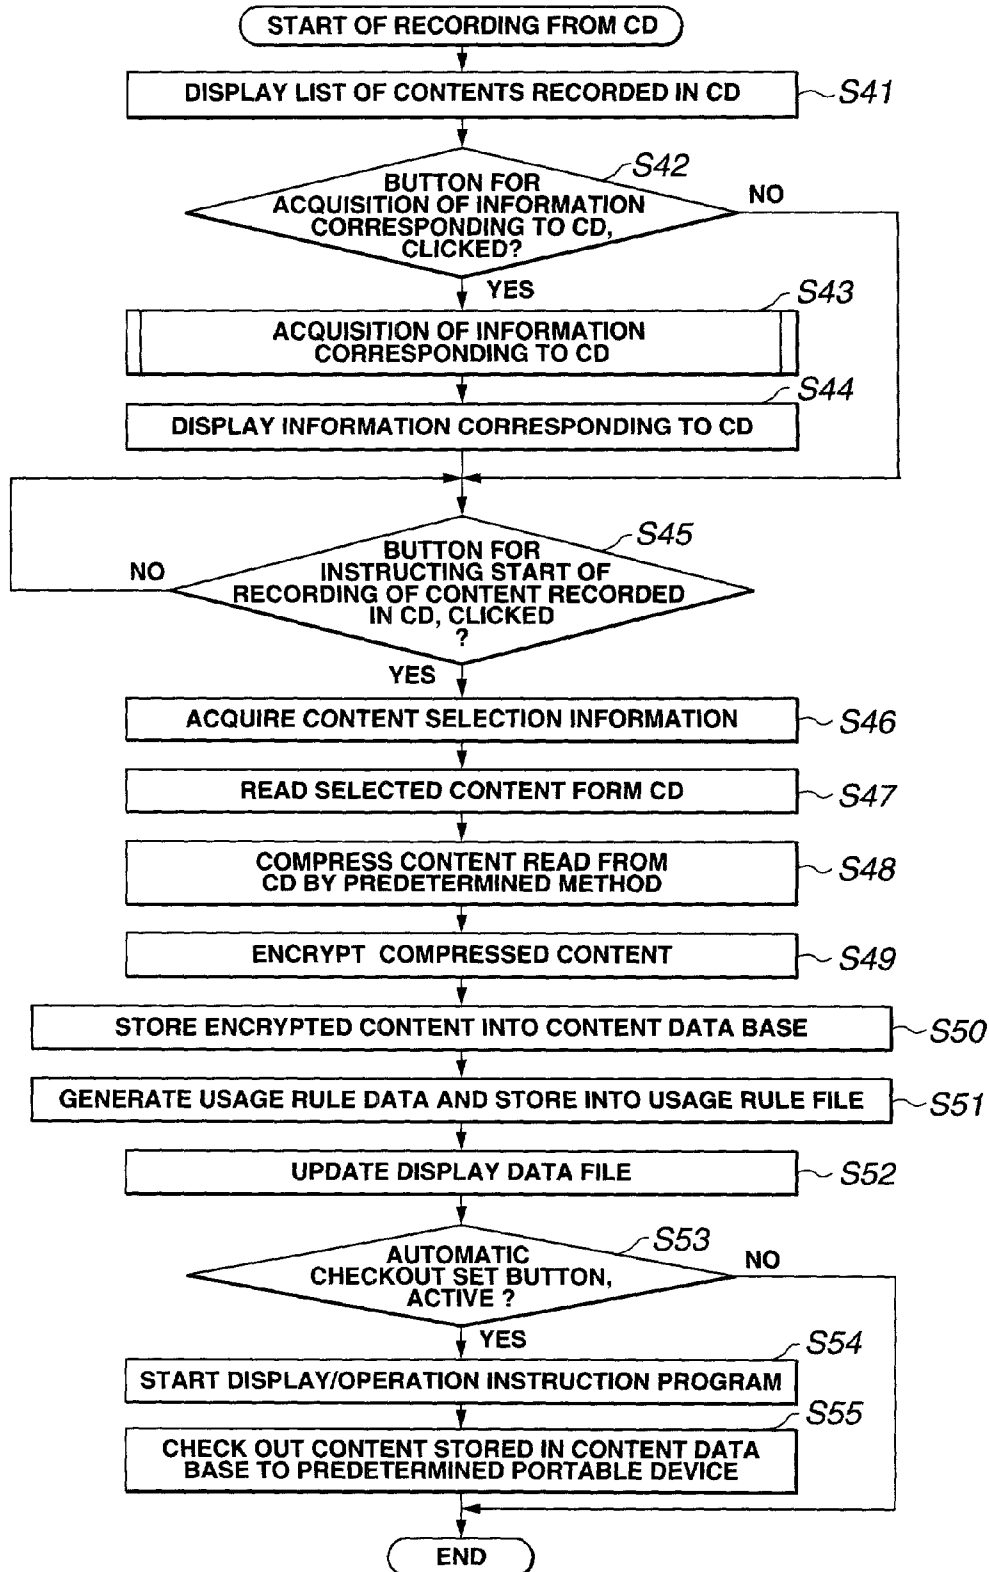 START OF RECORDING FROM CD
DISPLAY LIST OF CONTENTS RECORDED IN CD
S41
S42
BUTTON FOR
ACQUISITION OF INFORMATION
CORRESPONDING TO CD,
CLICKED?
NO
YES
S43
ACQUISITION OF INFORMATION
CORRESPONDING TO CD
S44
DISPLAY INFORMATION CORRESPONDING TO CD
S45
BUTTON FOR
INSTRUCTING START OF
RECORDING OF CONTENT RECORDED
IN CD, CLICKED
?
NO
YES
ACQUIRE CONTENT SELECTION INFORMATION
S46
READ SELECTED CONTENT FORM CD
S47
COMPRESS CONTENT READ FROM
CD BY PREDETERMINED METHOD
S48
ENCRYPT COMPRESSED CONTENT
S49
STORE ENCRYPTED CONTENT INTO CONTENT DATA BASE
S50
GENERATE USAGE RULE DATA AND STORE INTO USAGE RULE FILE
S51
UPDATE DISPLAY DATA FILE
S52
S53
AUTOMATIC
CHECKOUT SET BUTTON,
ACTIVE ?
NO
YES
S54
START DISPLAY/OPERATION INSTRUCTION PROGRAM
S55
CHECK OUT CONTENT STORED IN CONTENT DATA
BASE TO PREDETERMINED PORTABLE DEVICE
END